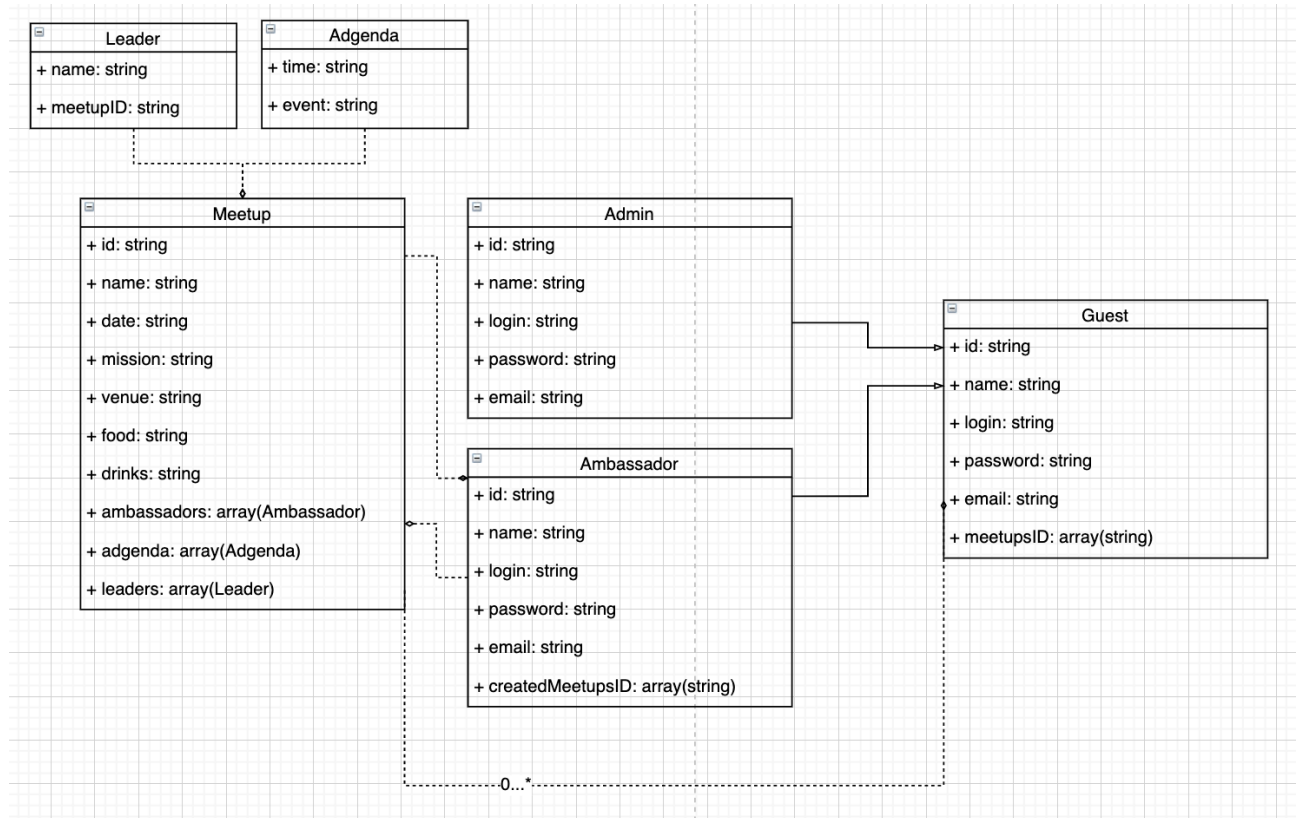 Leader
+ name: string
+ meetupID: string
Adgenda
+ time: string
+ event: string
Meetup
+ id: string
+ name: string
+ date: string
+ mission: string
+ venue: string
+ food: string
+ drinks: string
+ ambassadors: array(Ambassador)
+ adgenda: array(Adgenda)
+ leaders: array(Leader)
Admin
+ id: string
+ name: string
+ login: string
+ password: string
+ email: string
Ambassador
+ id: string
+ name: string
+ login: string
+ password: string
+ email: string
+ createdMeetupsID: array(string)
Guest
+ id: string
+ name: string
+ login: string
+ password: string
+ email: string
+ meetupsID: array(string)
0...*